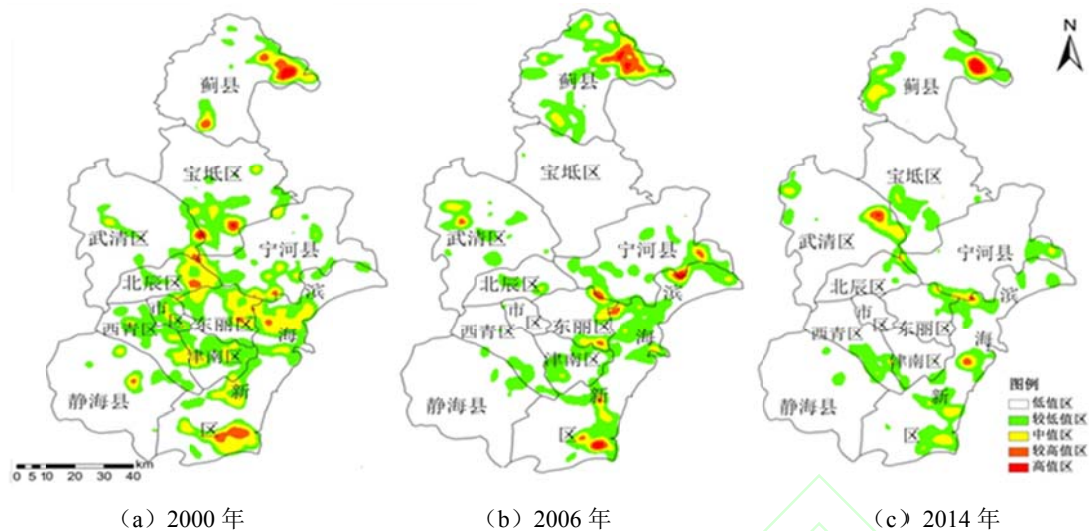 N
蓟县
宝坻区
武清区
宁河县
北辰区
滨
市
区
西青区
东丽区
海
津南区
新
静海县
区
km
0 5 10 20 30 40
(a) 2000 年
蓟县
宝坻区
武清区
宁河县
北辰区
滨
市
区
西青区
东丽区
海
津南区
新
静海县
区
(b) 2006 年
蓟县
宝坻区
武清区
宁河县
北辰区
滨
市
区
西青区
东丽区
海
津南区
新
静海县
区
图例
低值区
较低值区
中值区
较高值区
高值区
(c) 2014 年